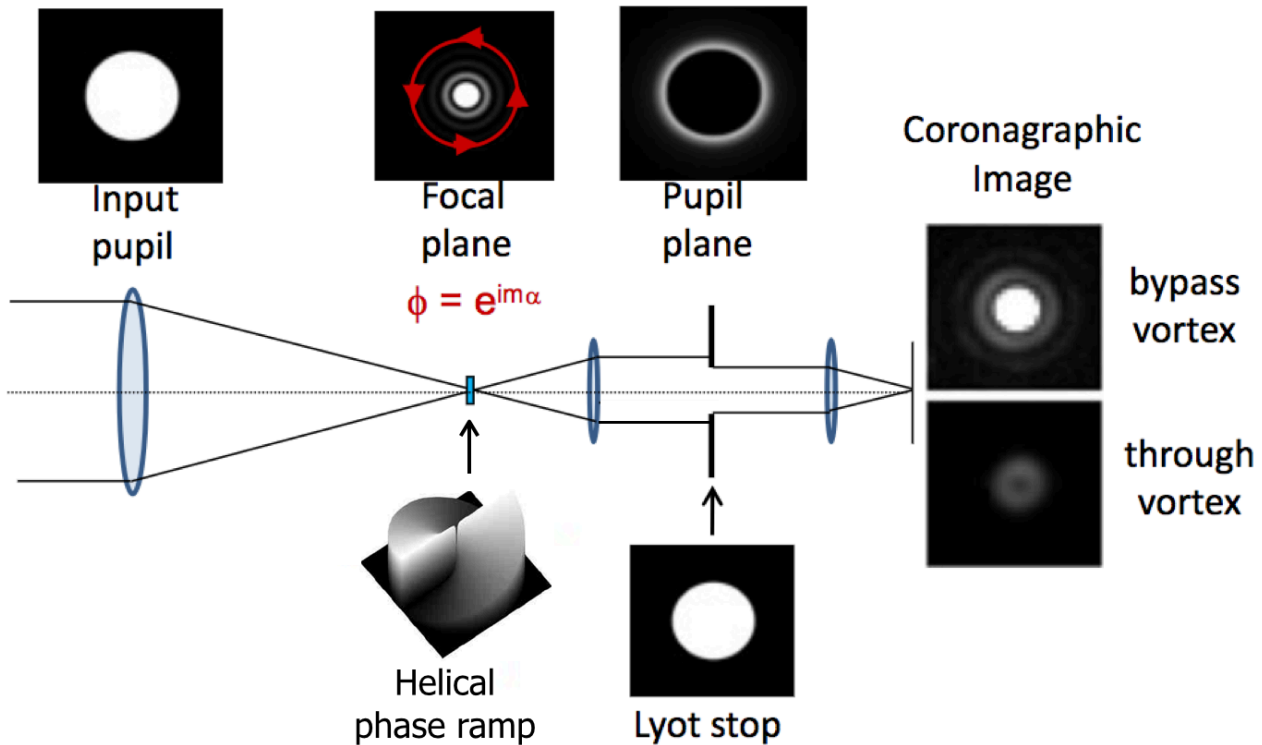 Input
pupil
Focal
plane
ϕ = e^imα
Pupil
plane
Coronagraphic
Image
bypass
vortex
through
vortex
Helical
phase ramp
Lyot stop